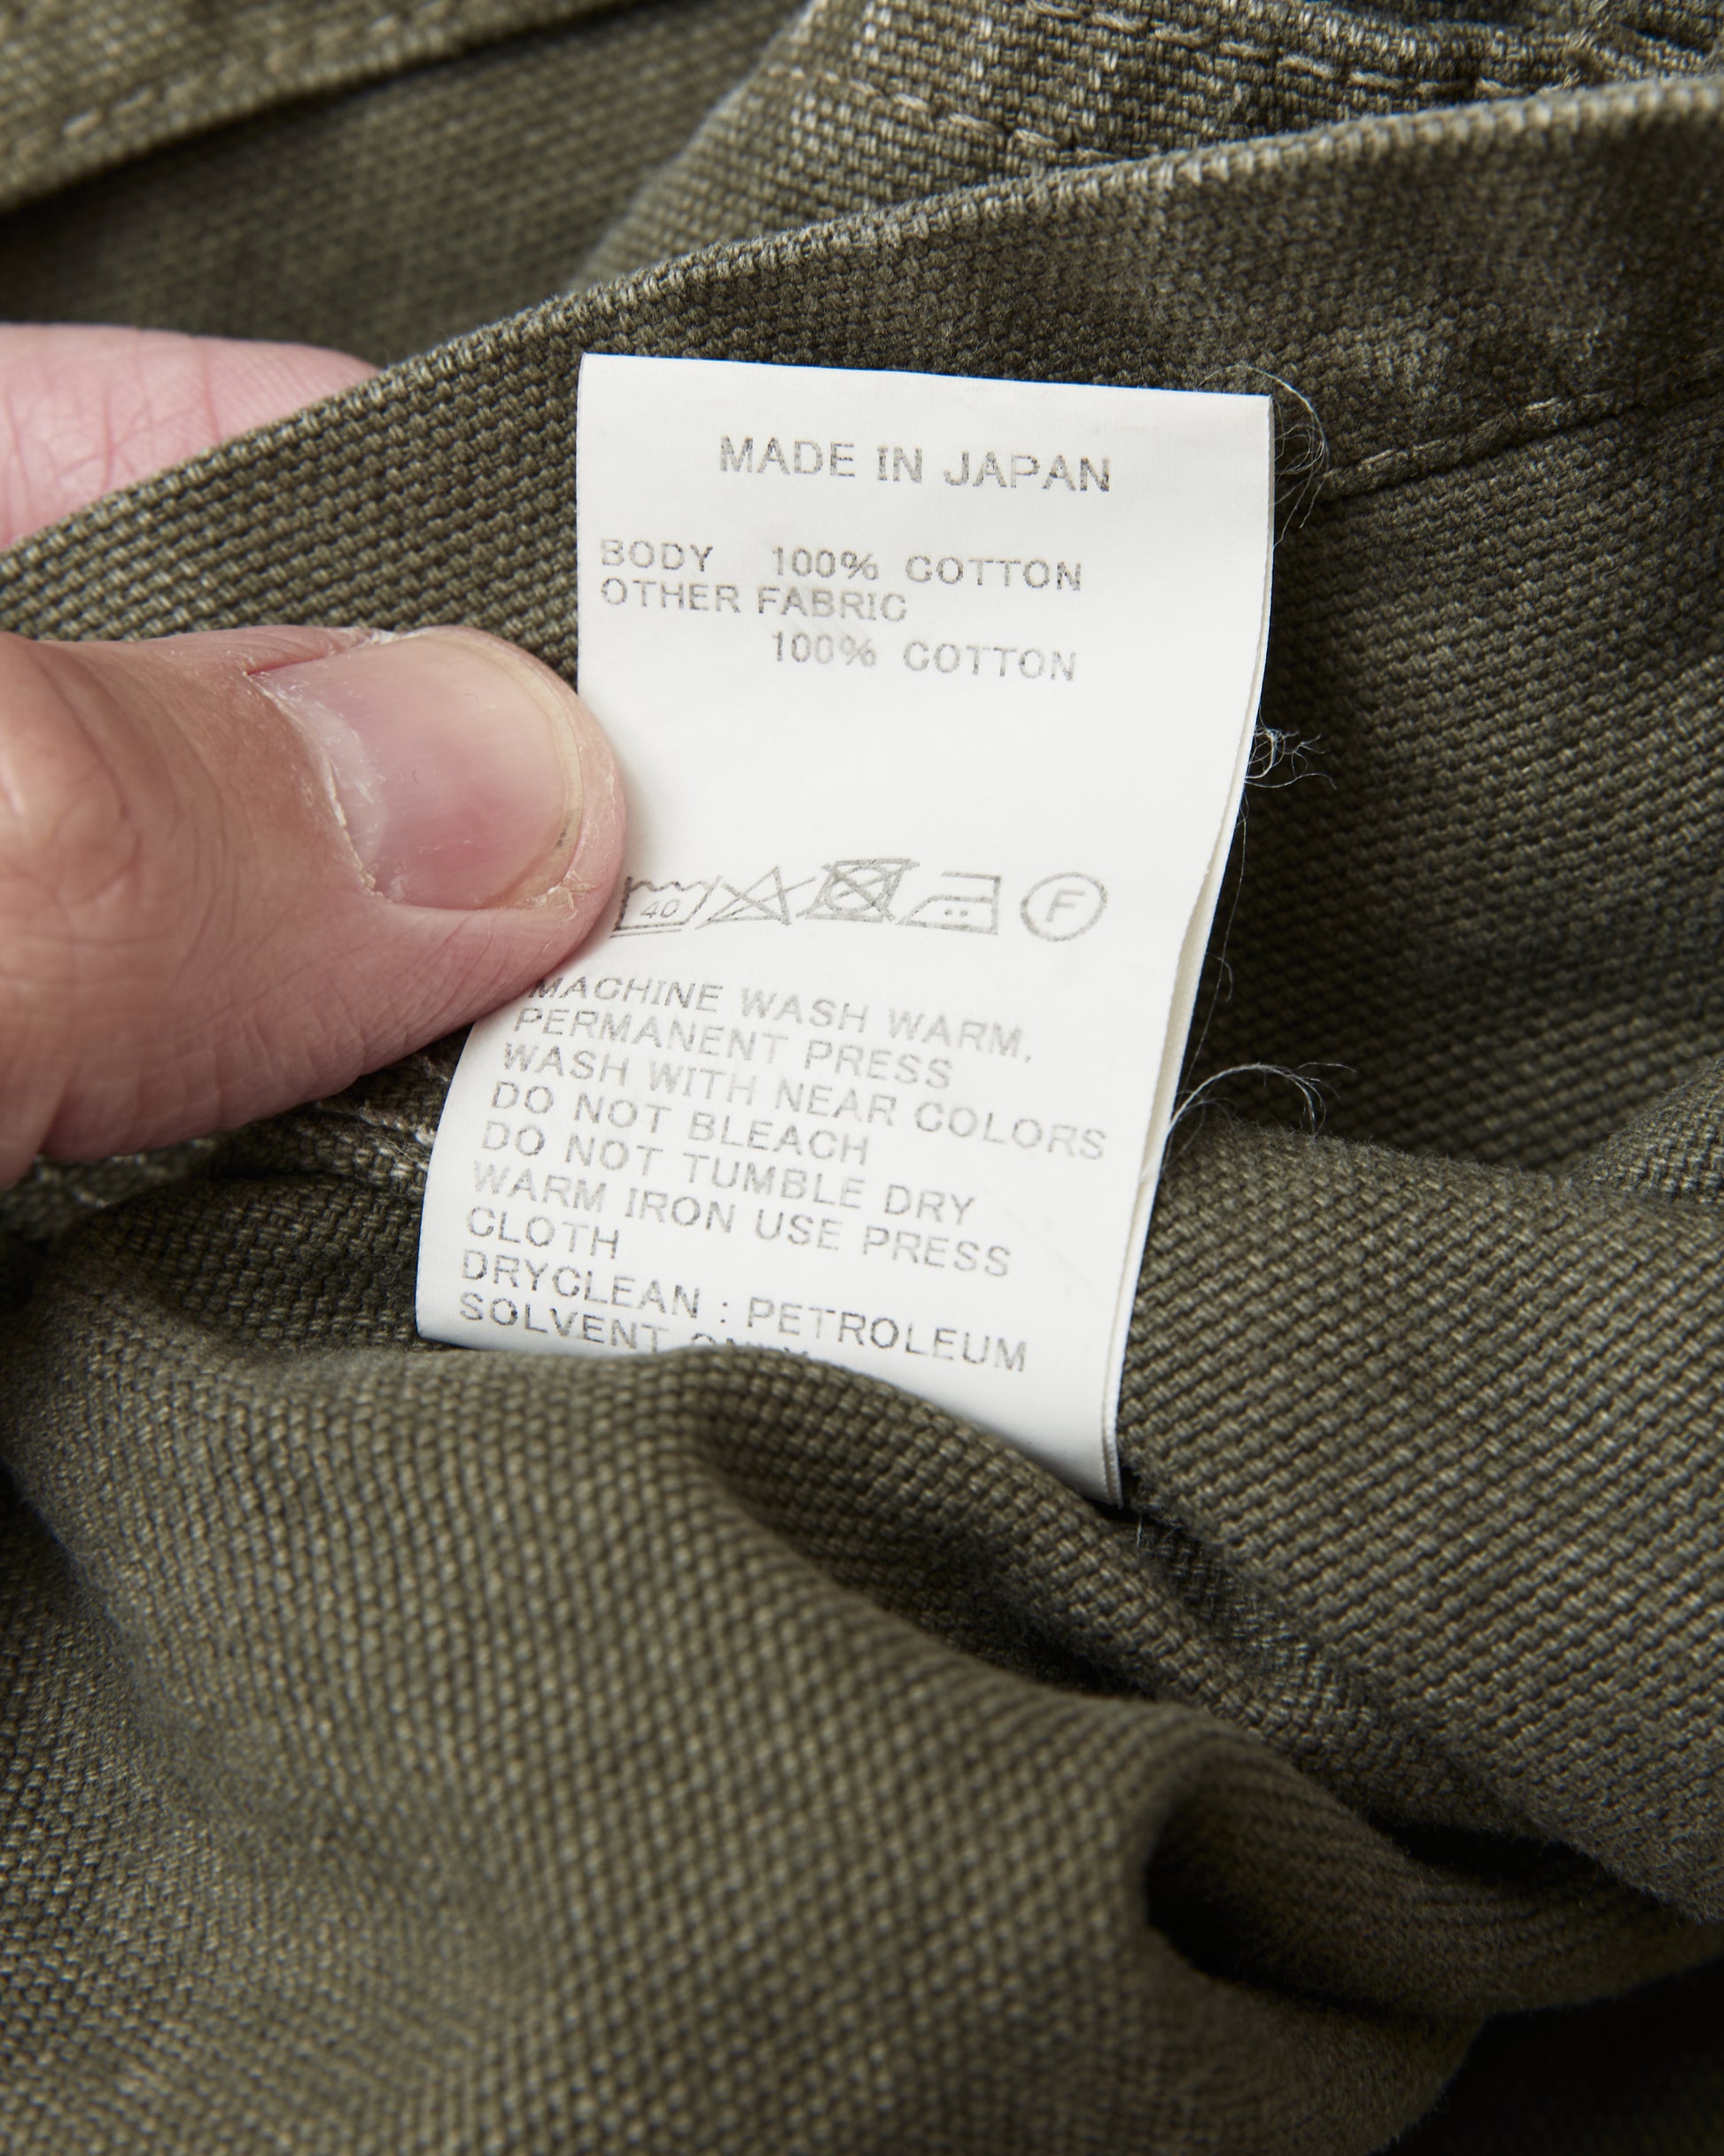 MADE IN JAPAN
BODY 100% COTTON
OTHER FABRIC
100% COTTON
40 F
MACHINE WASH WARM.
PERMANENT PRESS
WASH WITH NEAR COLORS
DO NOT BLEACH
DO NOT TUMBLE DRY
WARM IRON USE PRESS
CLOTH
DRYCLEAN : PETROLEUM
SOLVENT ONLY